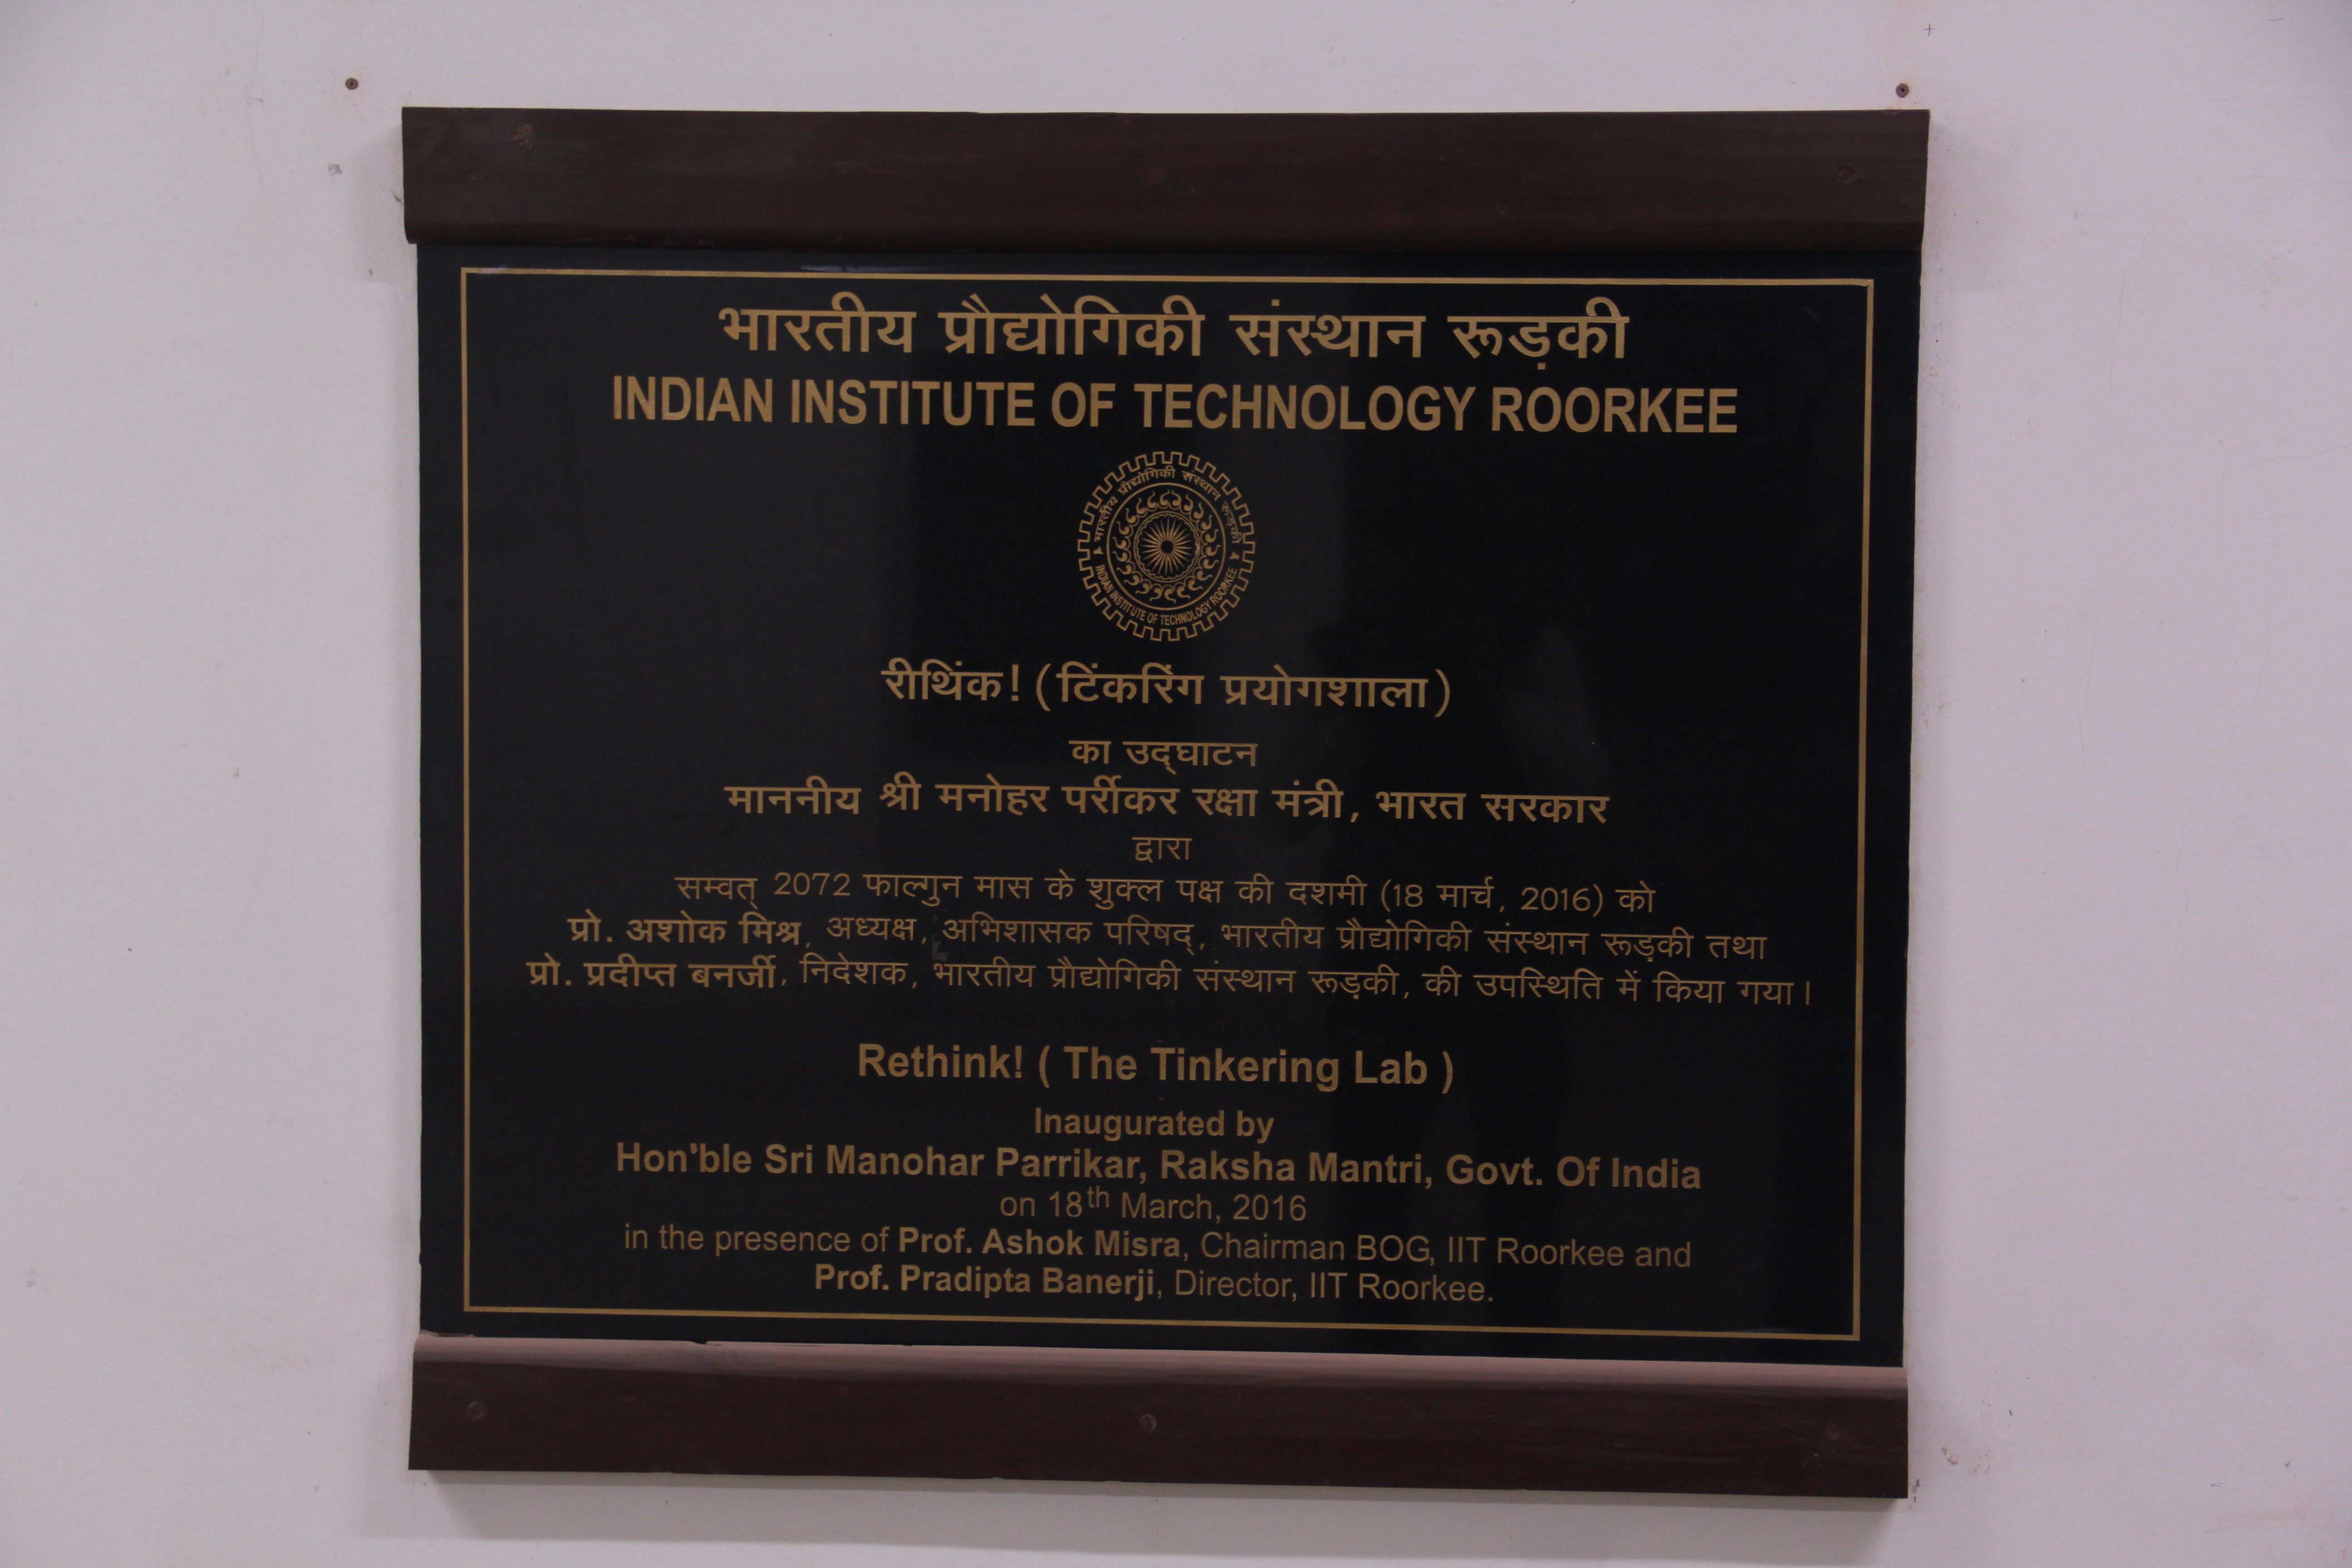 भारतीय प्रौद्योगिकी संस्थान रूड़की
INDIAN INSTITUTE OF TECHNOLOGY ROORKEE
भारतीय प्रौद्योगिकी संस्थान रूड़की
INDIAN INSTITUTE OF TECHNOLOGY ROORKEE
रीथिंक! (टिंकरिंग प्रयोगशाला)
का उद्‌घाटन
माननीय श्री मनोहर पर्रीकर रक्षा मंत्री, भारत सरकार
द्वारा
सम्वत् 2072 फाल्गुन मास के शुक्ल पक्ष की दशमी (18 मार्च, 2016) को
प्रो. अशोक मिश्र, अध्यक्ष, अभिशासक परिषद्, भारतीय प्रौद्योगिकी संस्थान रूड़की तथा
प्रो. प्रदीप्त बनर्जी, निदेशक, भारतीय प्रौद्योगिकी संस्थान रूड़की, की उपस्थिति में किया गया।
Rethink! ( The Tinkering Lab )
Inaugurated by
Hon'ble Sri Manohar Parrikar, Raksha Mantri, Govt. Of India
on 18th March, 2016
in the presence of Prof. Ashok Misra, Chairman BOG, IIT Roorkee and
Prof. Pradipta Banerji, Director, IIT Roorkee.